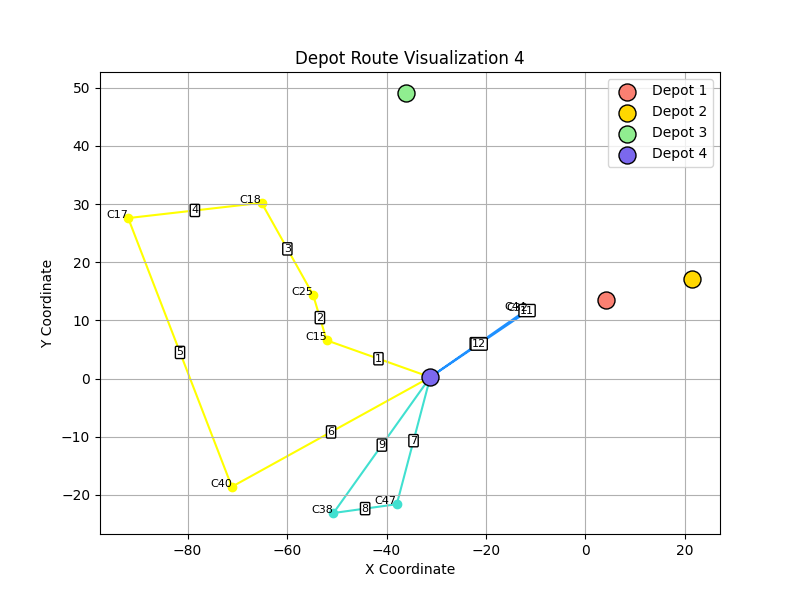 Depot Route Visualization 4
Depot 1
Depot 2
Depot 3
Depot 4
Y Coordinate
50
40
30
20
10
0
−10
−20
C17
4
C18
3
C25
2
C15
1
5
11
12
6
9
7
C40
C38
8
C47
−80
−60
−40
−20
0
20
X Coordinate